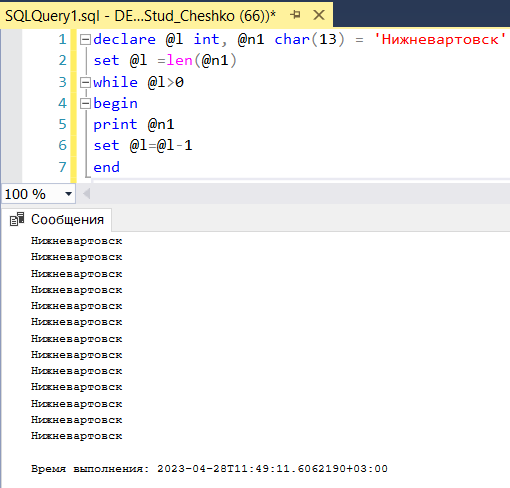 SQLQuery1.sql - DE...Stud_Cheshko (66))*
1 declare @l int, @n1 char(13) = 'Нижневартовск'
2 set @l =len(@n1)
3 while @l>0
4 begin
5 print @n1
6 set @l=@l-1
7 end
100 %
Сообщения
Нижневартовск
Нижневартовск
Нижневартовск
Нижневартовск
Нижневартовск
Нижневартовск
Нижневартовск
Нижневартовск
Нижневартовск
Нижневартовск
Нижневартовск
Нижневартовск
Нижневартовск
Время выполнения: 2023-04-28T11:49:11.6062190+03:00